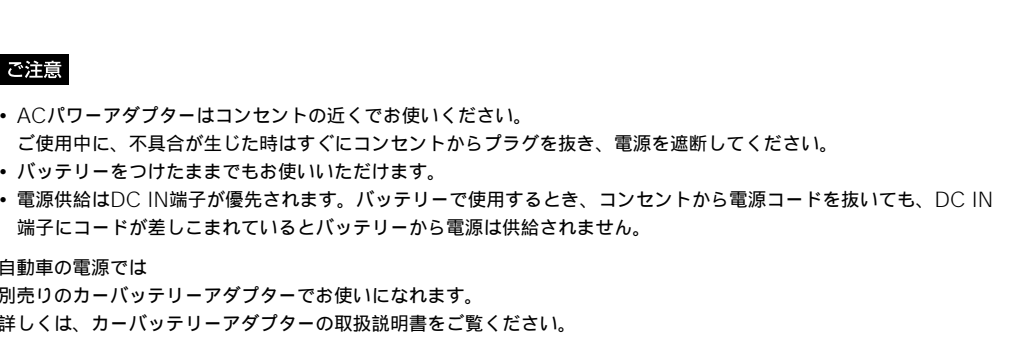 ご注意
• ACパワーアダプターはコンセントの近くでお使いください。
ご使用中に、不具合が生じた時はすぐにコンセントからプラグを抜き、電源を遮断してください。
• バッテリーをつけたままでもお使いいただけます。
• 電源供給はDC IN端子が優先されます。バッテリーで使用するとき、コンセントから電源コードを抜いても、DC IN
端子にコードが差しこまれているとバッテリーから電源は供給されません。
自動車の電源では
別売りのカーバッテリーアダプターでお使いになれます。
詳しくは、カーバッテリーアダプターの取扱説明書をご覧ください。